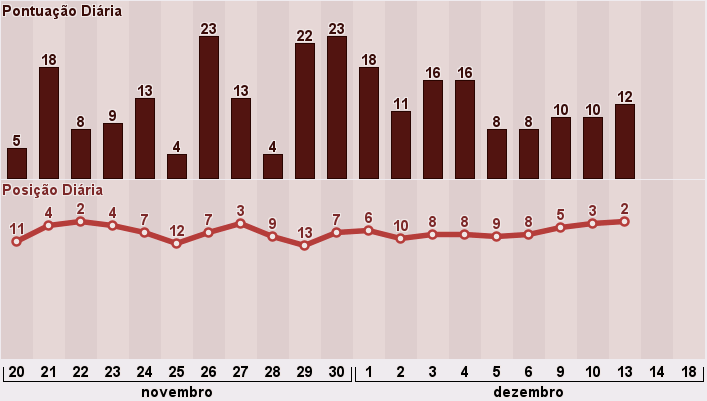 Pontuação Diária
5 18 8 9 13 4 23 13 4 22 23 18 11 16 16 8 8 10 10 12
Posição Diária
11 4 2 4 7 12 7 3 9 13 7 6 10 8 8 9 8 5 3 2
20 21 22 23 24 25 26 27 28 29 30 1 2 3 4 5 6 9 10 13 14 18
novembro dezembro